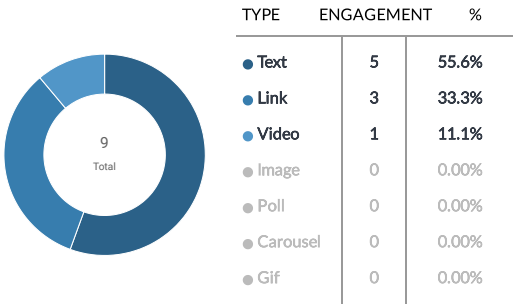 TYPE ENGAGEMENT %
Text 5 55.6%
Link 3 33.3%
Video 1 11.1%
Image 0 0.00%
Poll 0 0.00%
Carousel 0 0.00%
Gif 0 0.00%
9
Total